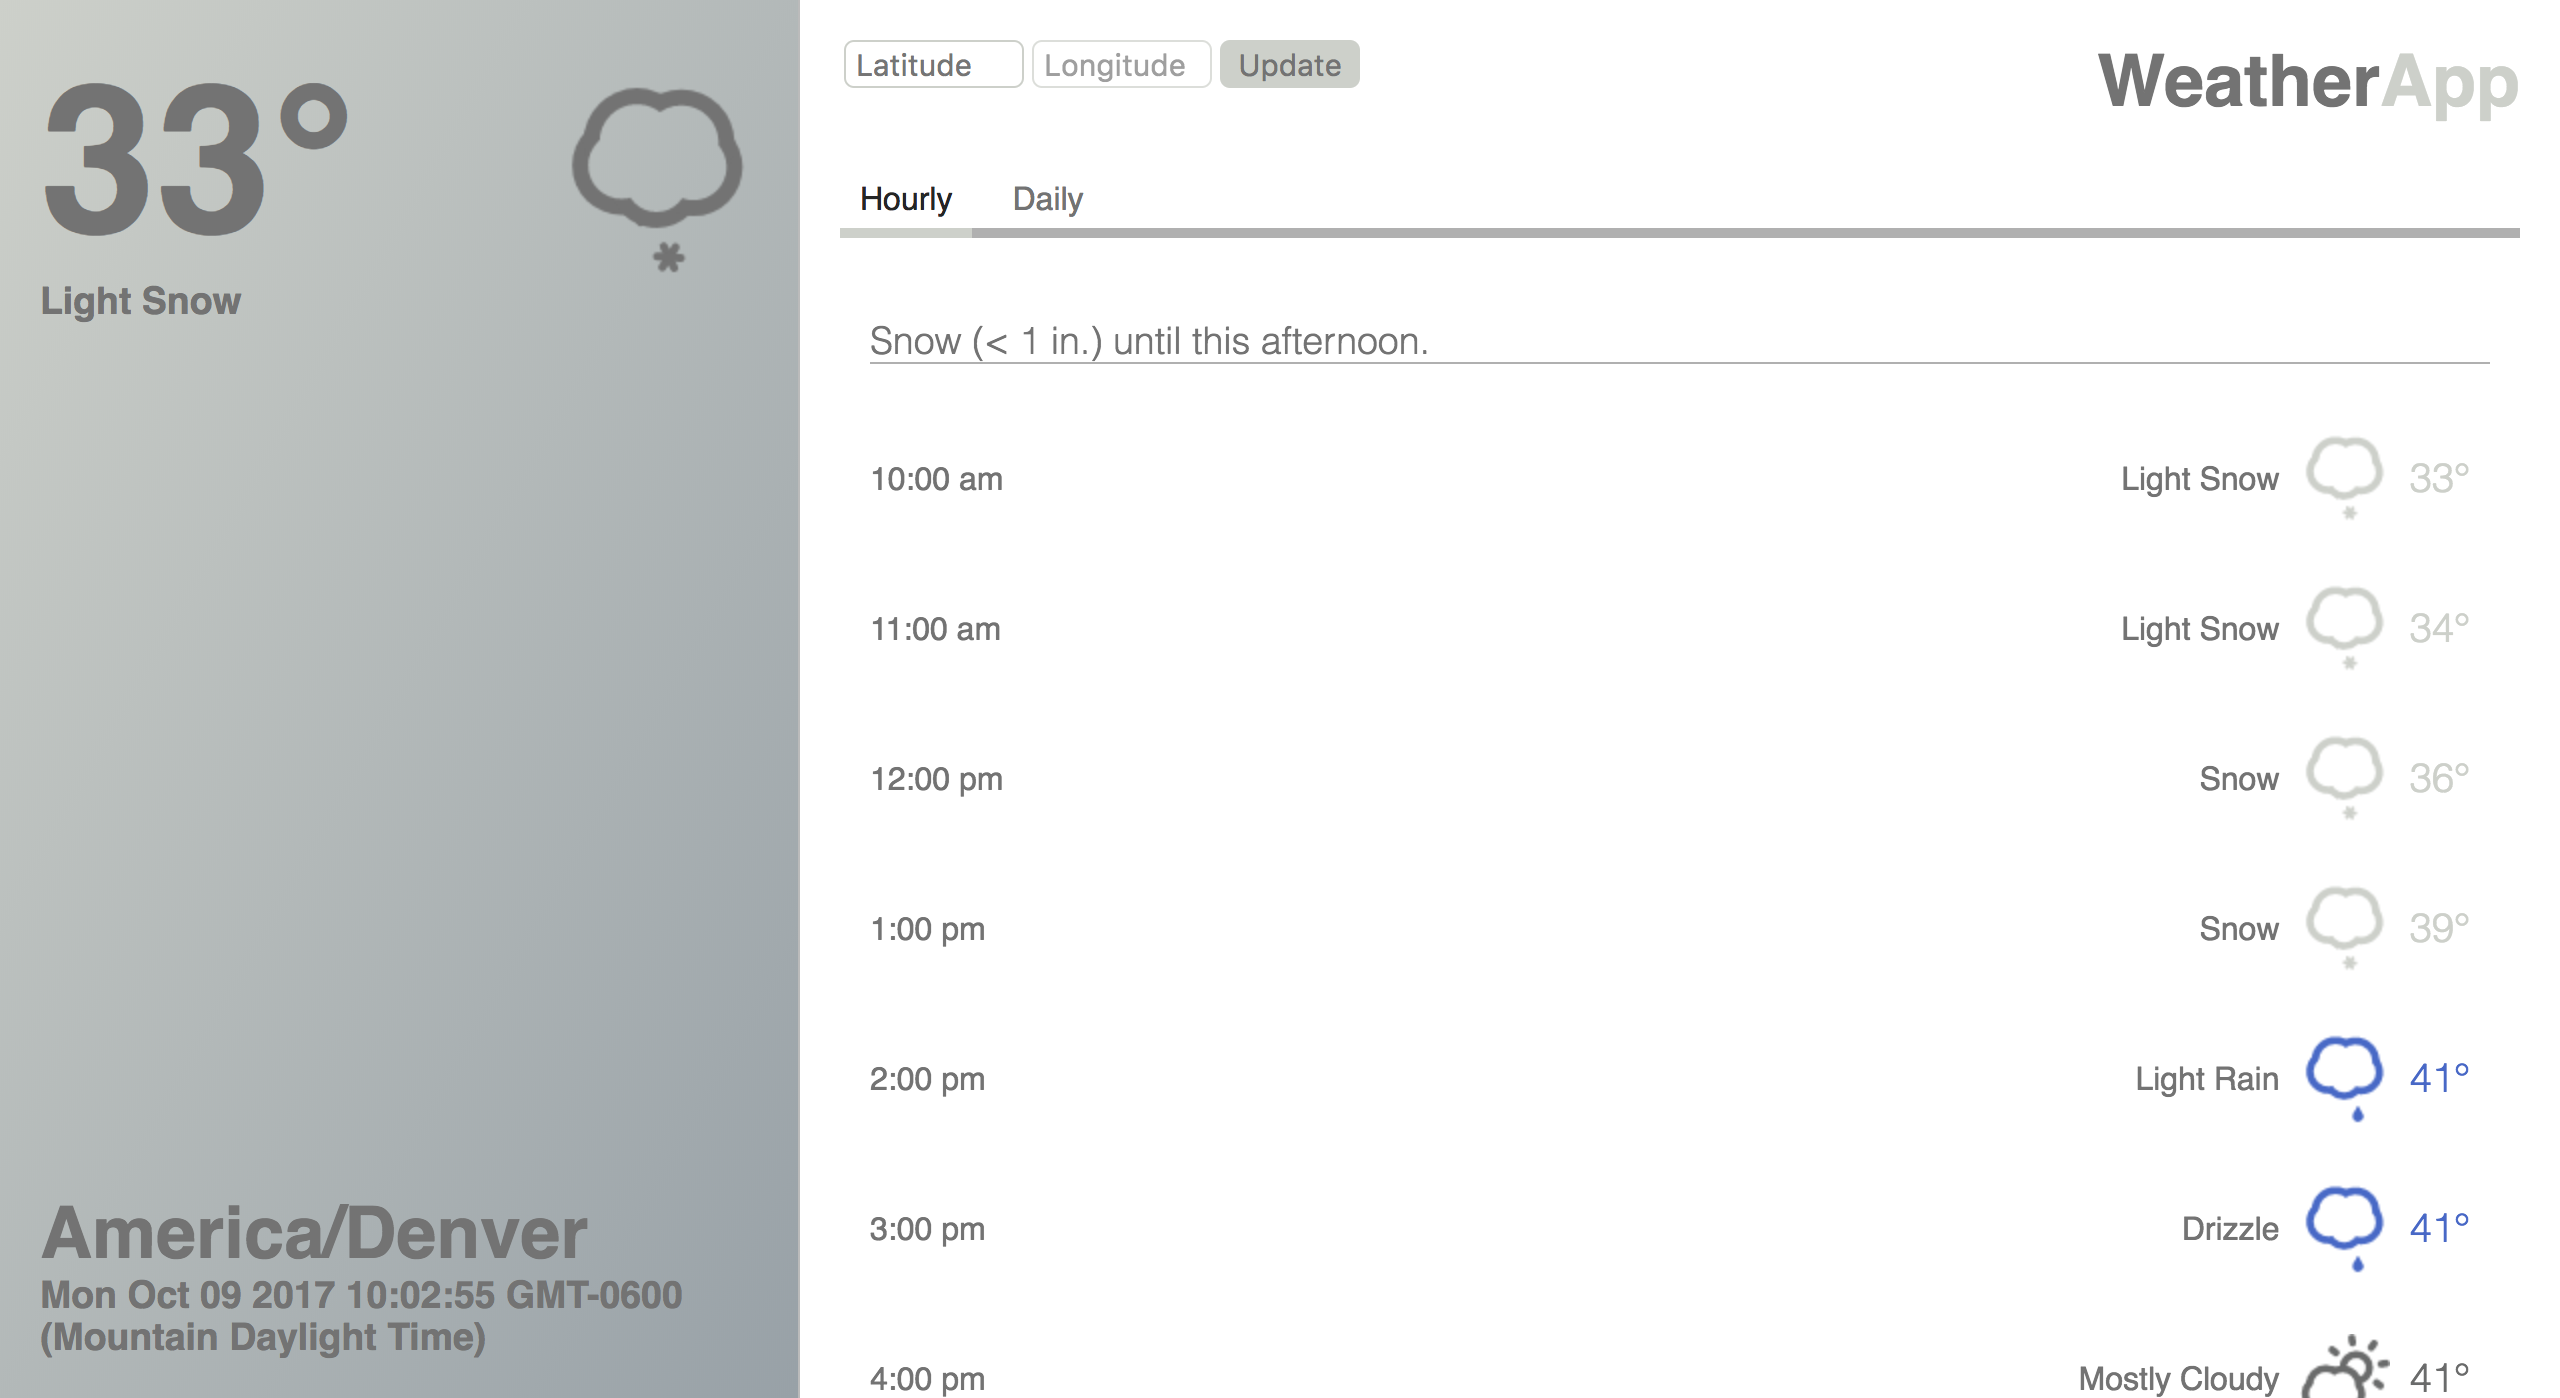 33°
Light Snow
America/Denver
Mon Oct 09 2017 10:02:55 GMT-0600
(Mountain Daylight Time)
Latitude Longitude Update
WeatherApp
Hourly Daily
Snow (< 1 in.) until this afternoon.
10:00 am Light Snow 33°
11:00 am Light Snow 34°
12:00 pm Snow 36°
1:00 pm Snow 39°
2:00 pm Light Rain 41°
3:00 pm Drizzle 41°
4:00 pm Mostly Cloudy 41°